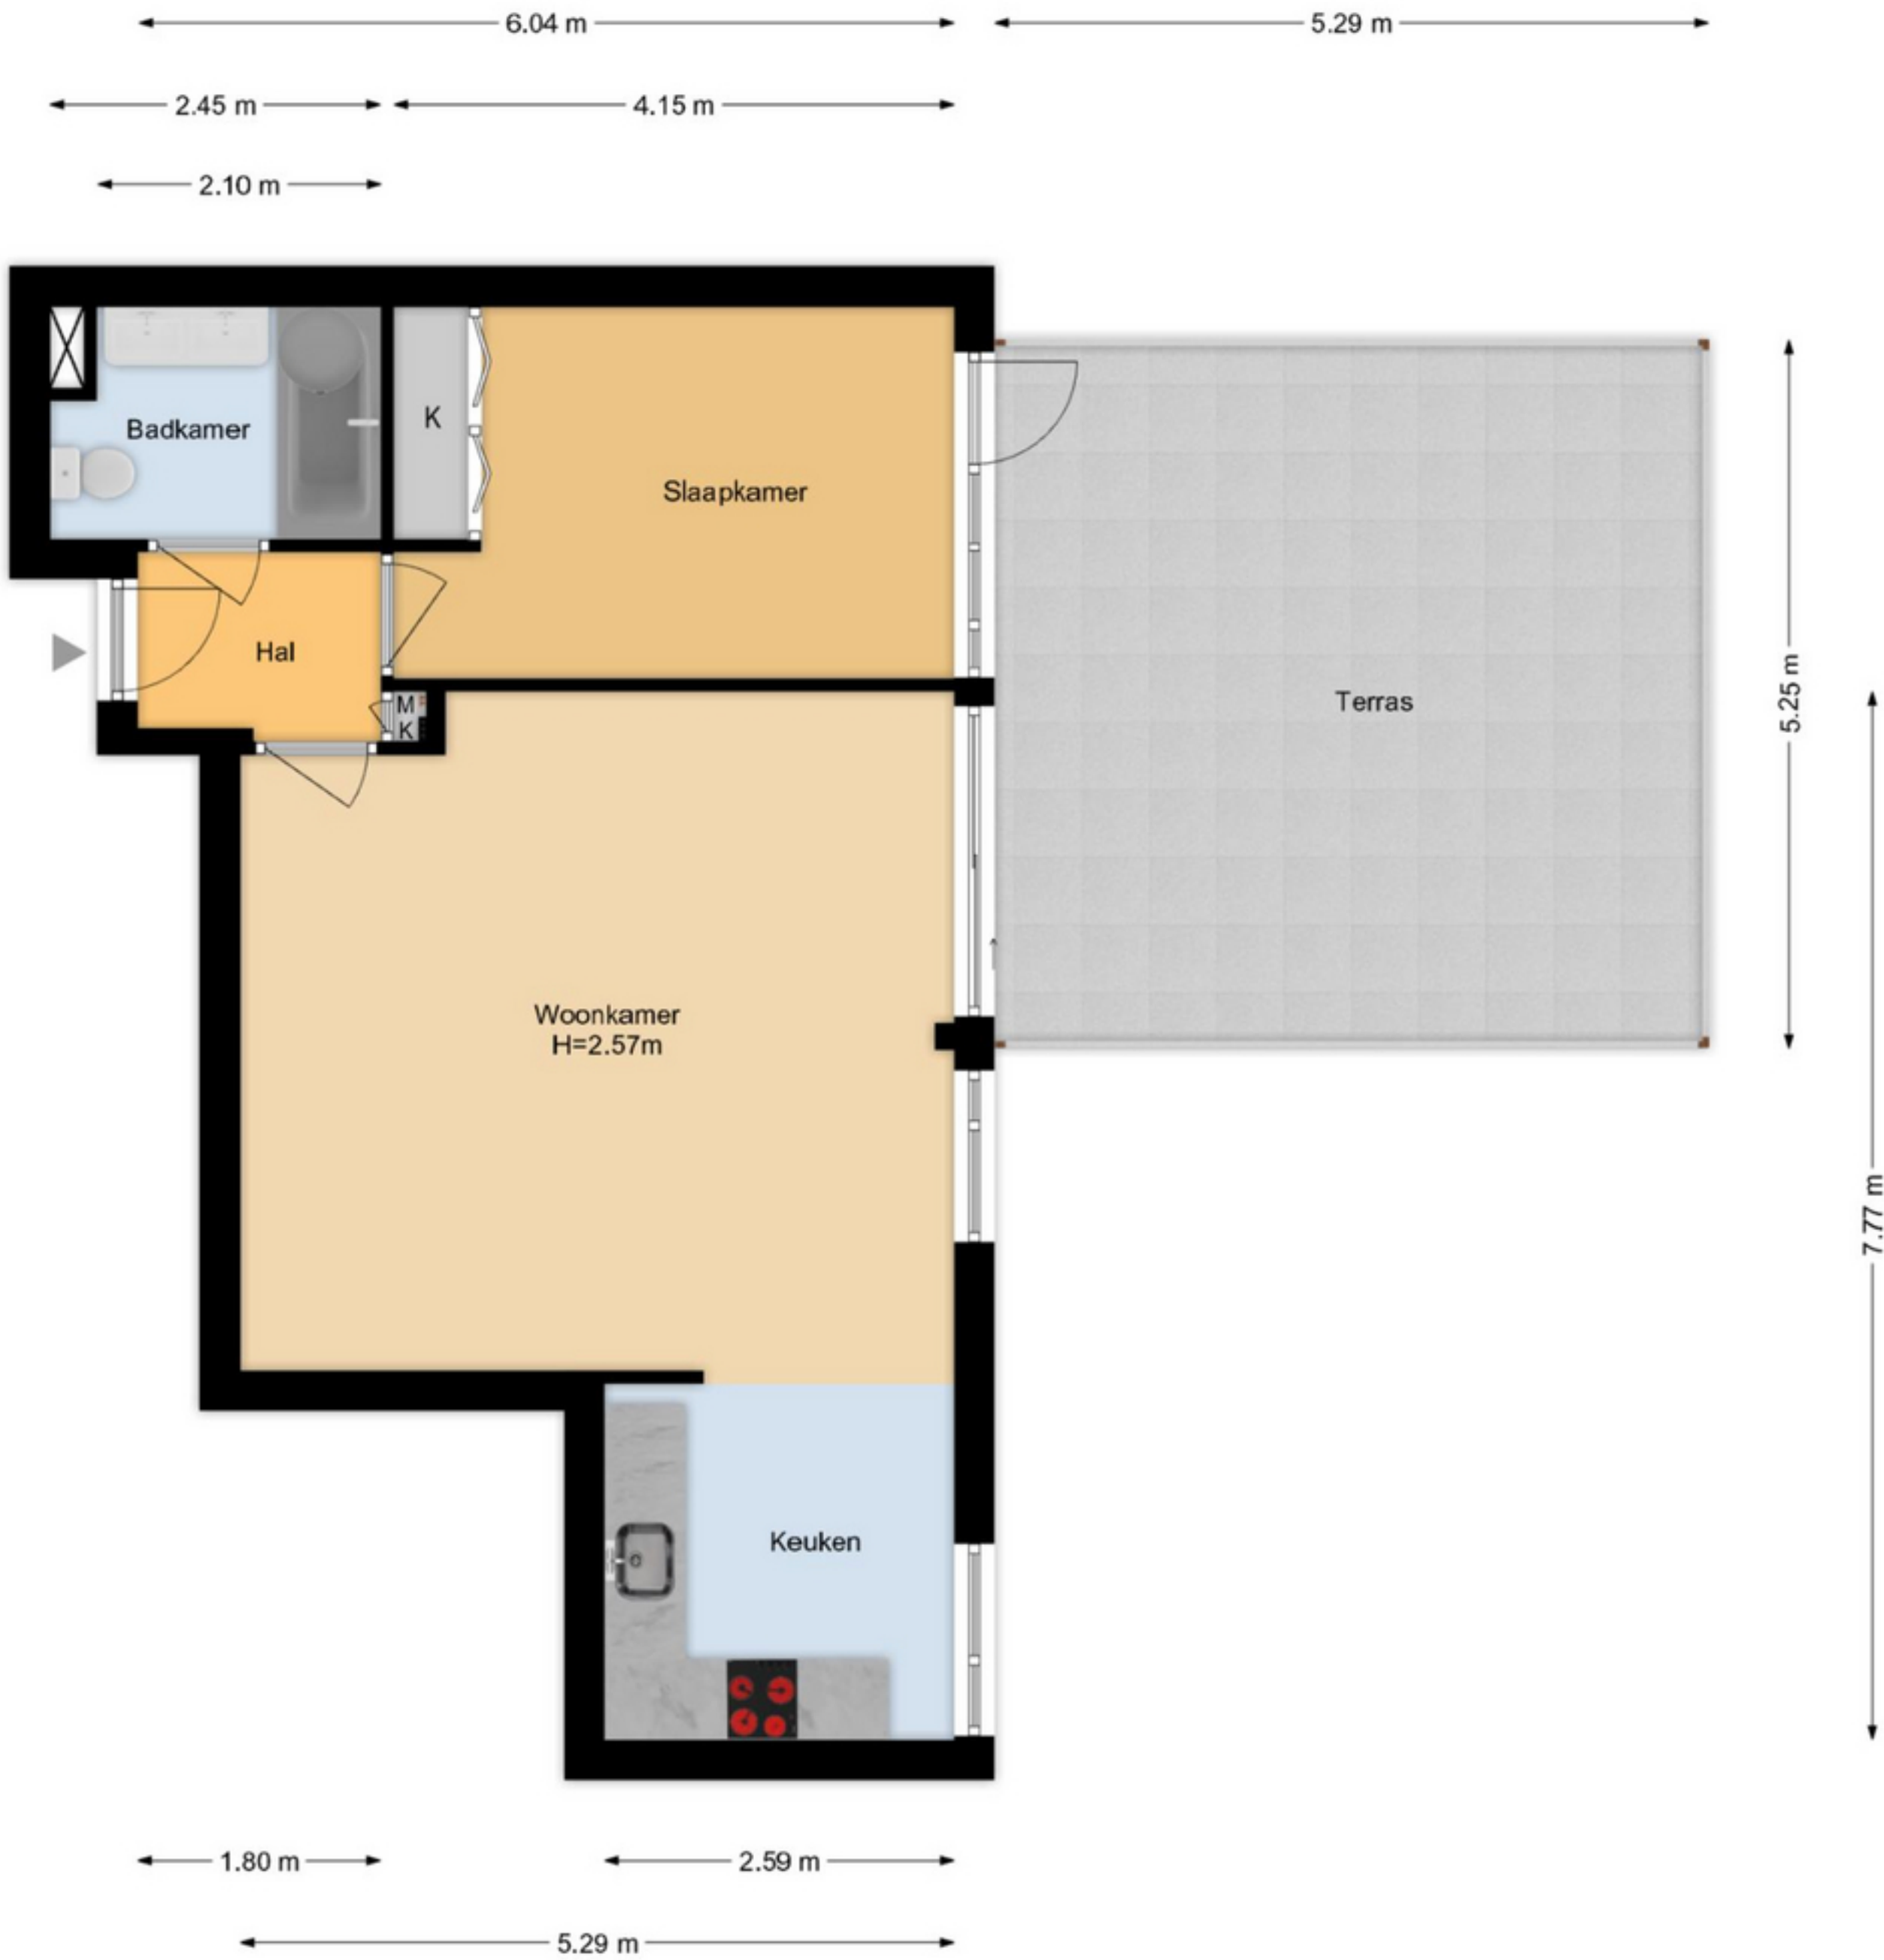 6.04 m
5.29 m
2.45 m
4.15 m
2.10 m
Badkamer
K
Slaapkamer
Hal
M
K
Terras
5.25 m
Woonkamer
H=2.57m
7.77 m
Keuken
1.80 m
2.59 m
5.29 m